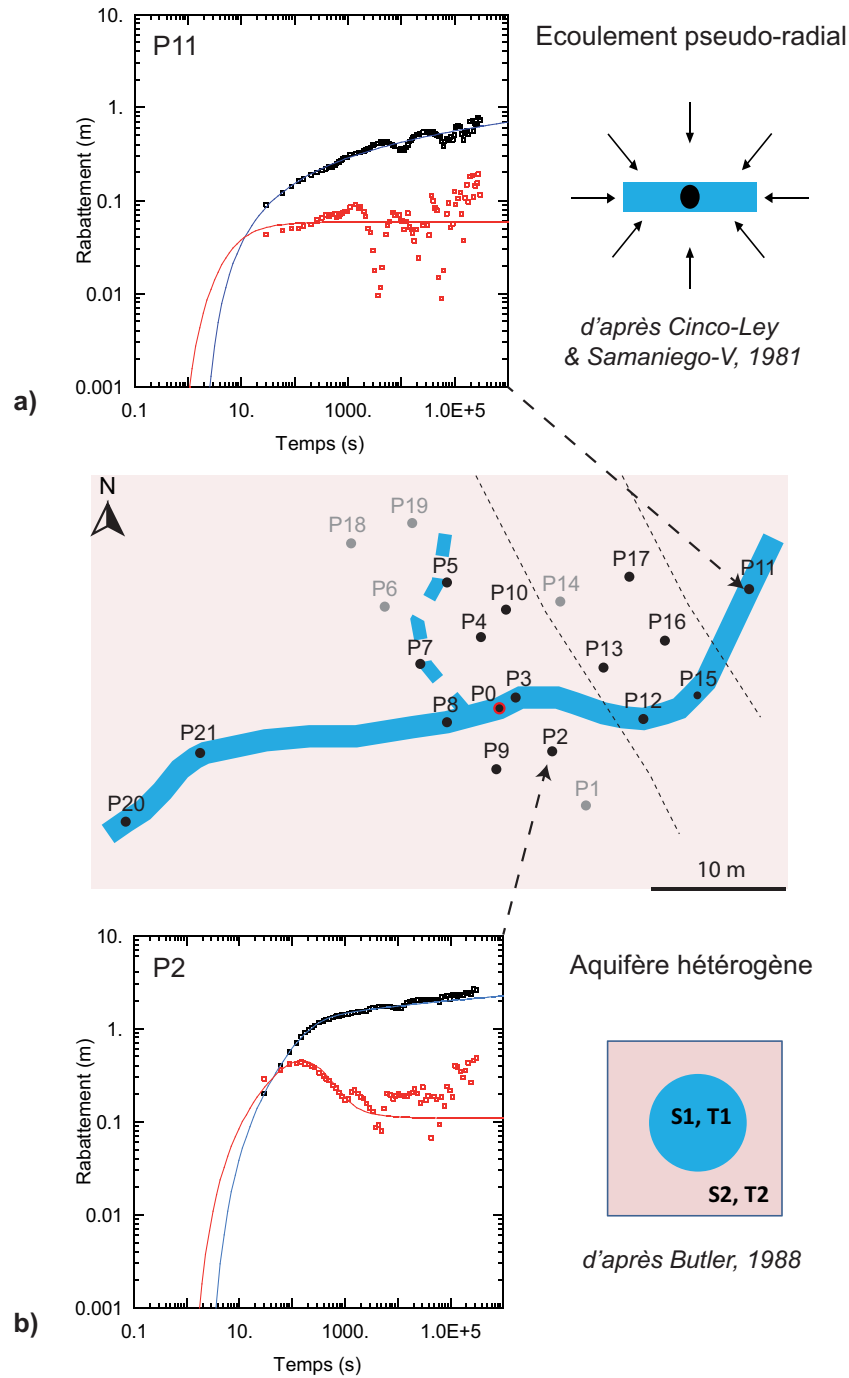 P11
Rabattement (m)
10.
1.
0.1
0.01
0.001
0.1
10.
1000.
1.0E+5
Temps (s)
Ecoulement pseudo-radial
d'après Cinco-Ley
& Samaniego-V, 1981
a)
N
P19
P18
P17
P5
P11
P6
P10
P14
P4
P16
P7
P13
P3
P0
P15
P8
P12
P21
P2
P9
P1
P20
10 m
P2
Rabattement (m)
10.
1.0
0.1
0.01
0.001
0.1
10.
1000.
1.0E+5
Temps (s)
Aquifère hétérogène
S1, T1
S2, T2
d'après Butler, 1988
b)